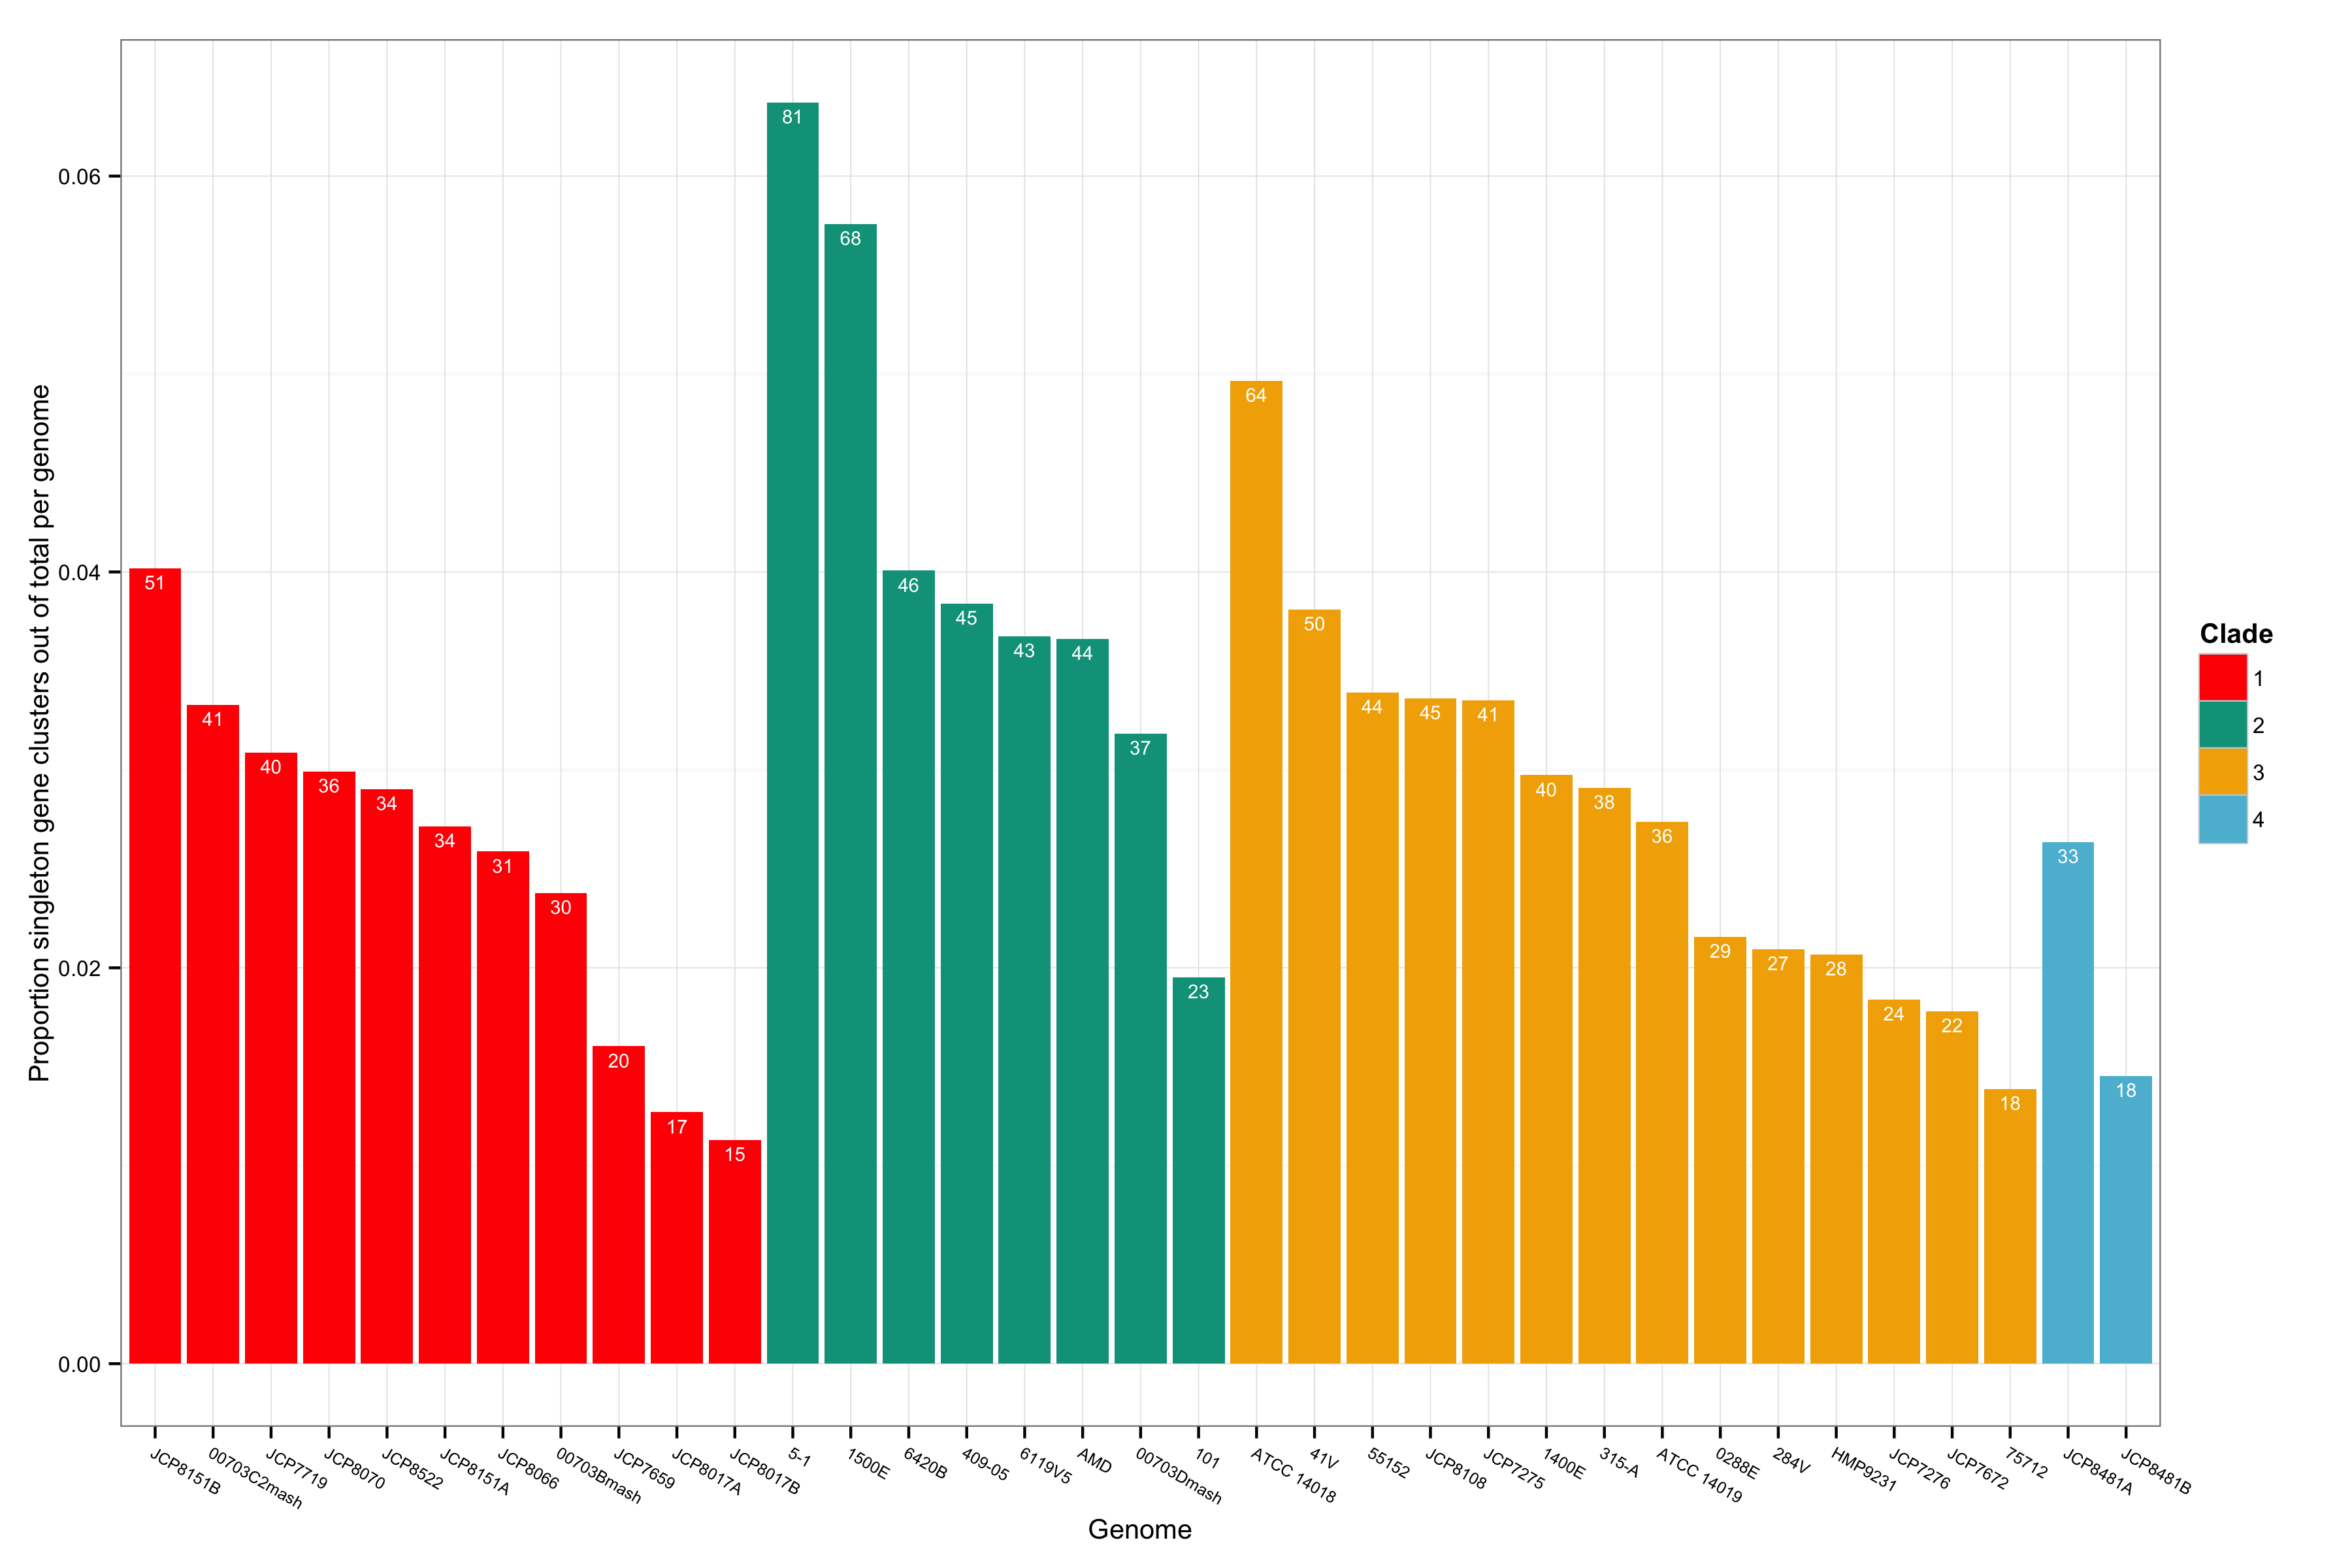 Proportion singleton gene clusters out of total per genome
0.06
0.04
0.02
0.00
51
41
40
36
34
34
31
30
20
17
15
81
68
46
45
43
44
37
23
64
50
44
45
41
40
38
36
29
27
28
24
22
18
33
18
JCP8151B
00703C2mash
JCP7719
JCP8070
JCP8522
JCP8151A
JCP8066
00703Bmash
JCP7659
JCP8017A
JCP8017B
5-1
1500E
6420B
409-05
6119V5
AMD
00703Dmash
101
ATCC 14018
41V
55152
JCP8108
JCP7275
1400E
315-A
ATCC 14019
0288E
284V
HMP9231
JCP7276
JCP7672
75712
JCP8481A
JCP8481B
Genome
Clade
1
2
3
4